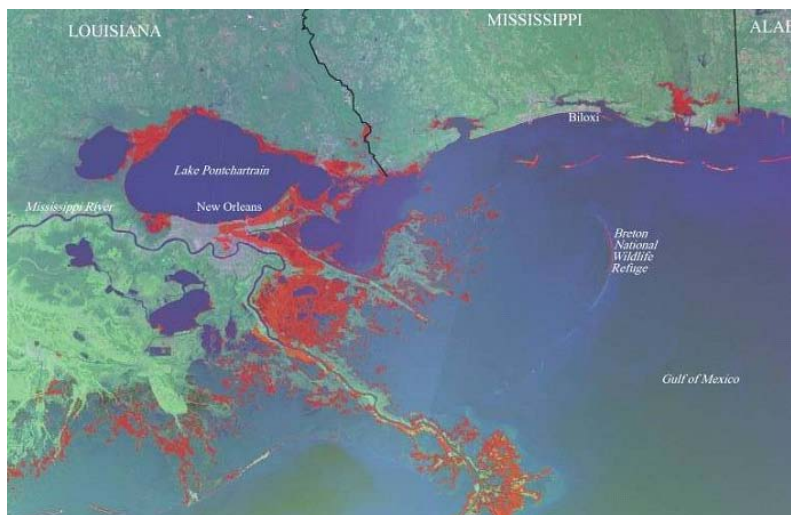 LOUISIANA
MISSISSIPPI
ALAB
Biloxi
Lake Pontchartrain
Mississippi River
New Orleans
Breton
National
Wildlife
Refuge
Gulf of Mexico